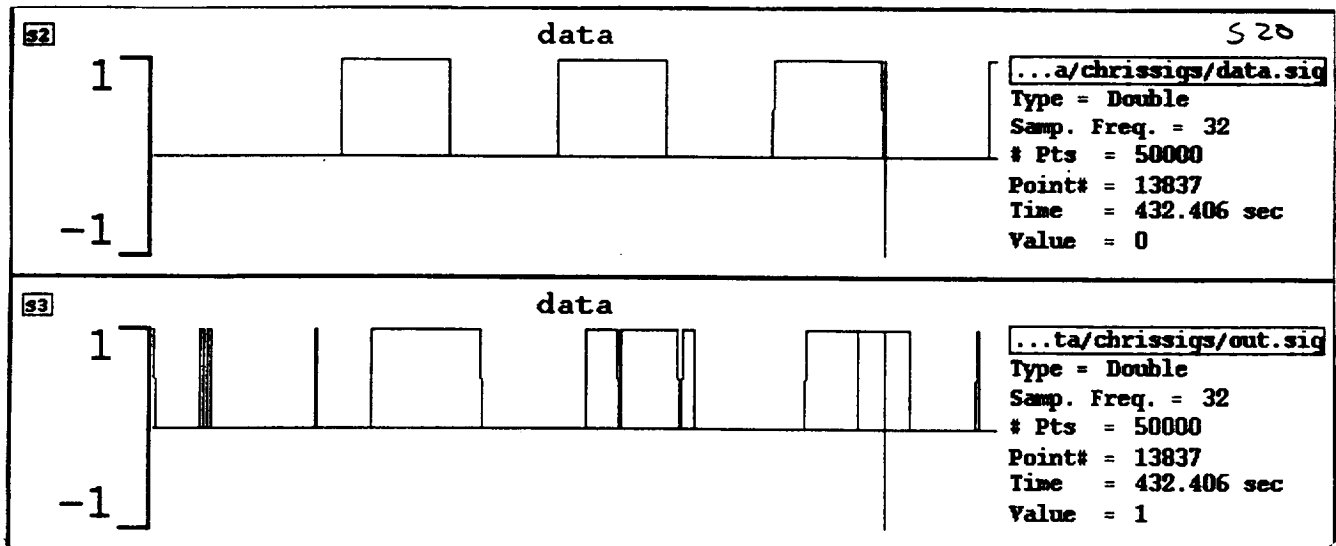 s2
data
S 20
1
-1
...a/chrissigs/data.sig
Type = Double
Samp. Freq. = 32
# Pts = 50000
Point# = 13837
Time = 432.406 sec
Value = 0
s3
data
1
-1
...ta/chrissigs/out.sig
Type = Double
Samp. Freq. = 32
# Pts = 50000
Point# = 13837
Time = 432.406 sec
Value = 1